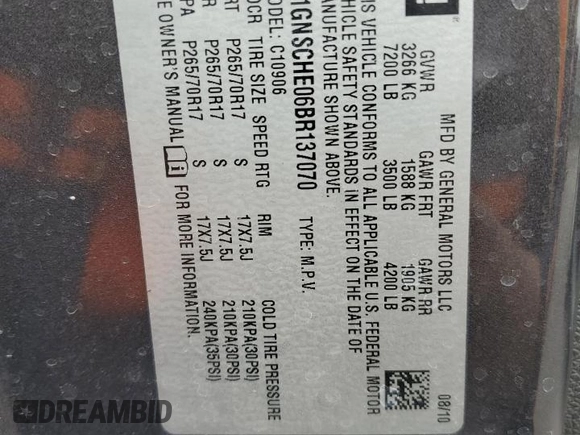 MFD BY GENERAL MOTORS LLC 08/10
GVWR GAWR FRT GAWR RR
3266 KG 1588 KG 1905 KG
7200 LB 3500 LB 4200 LB
IS VEHICLE CONFORMS TO ALL APPLICABLE U.S. FEDERAL MOTOR
HICLE SAFETY STANDARDS IN EFFECT ON THE DATE OF
ANUFACTURE SHOWN ABOVE.
1GNSCHE06BR137070 TYPE: M.P.V.
ODEL: C10906
OCR TIRE SIZE SPEED RTG RIM COLD TIRE PRESSURE
RT P265/70R17 S 17X7.5J 210KPA(30PSI)
P265/70R17 S 17X7.5J 210KPA(30PSI)
PA P265/70R17 S 17X7.5J 240KPA(35PSI)
E OWNER'S MANUAL FOR MORE INFORMATION.
DREAMBID